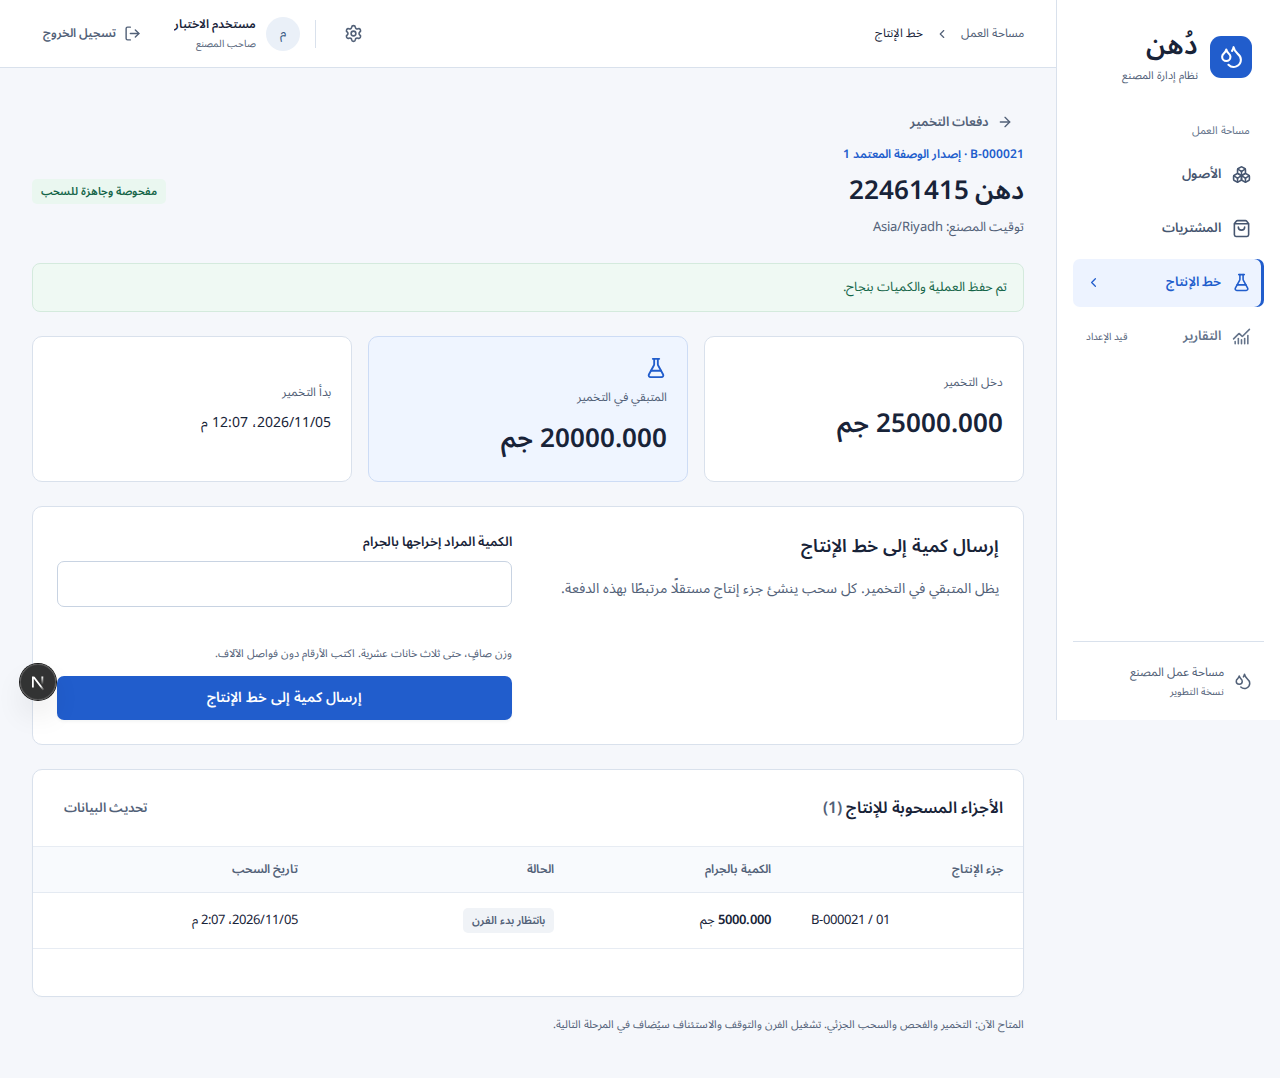 دُهن
نظام إدارة المصنع
مساحة العمل
الأصول
المشتريات
خط الإنتاج
التقارير
قيد الإعداد
مساحة عمل المصنع
نسخة التطوير
مساحة العمل
خط الإنتاج
م
مستخدم الاختبار
صاحب المصنع
تسجيل الخروج
دفعات التخمير
B-000021 · إصدار الوصفة المعتمد 1
دهن 22461415
مفحوصة وجاهزة للسحب
توقيت المصنع: Asia/Riyadh
تم حفظ العملية والكميات بنجاح.
دخل التخمير
25000.000 جم
المتبقي في التخمير
20000.000 جم
بدأ التخمير
2026/11/05، 12:07 م
إرسال كمية إلى خط الإنتاج
يظل المتبقي في التخمير. كل سحب ينشئ جزء إنتاج مستقلًا مرتبطًا بهذه الدفعة.
الكمية المراد إخراجها بالجرام
وزن صافٍ، حتى ثلاث خانات عشرية. اكتب الأرقام دون فواصل الآلاف.
إرسال كمية إلى خط الإنتاج
الأجزاء المسحوبة للإنتاج (1)
تحديث البيانات
جزء الإنتاج
الكمية بالجرام
الحالة
تاريخ السحب
B-000021 / 01
5000.000 جم
بانتظار بدء الفرن
2026/11/05، 2:07 م
المتاح الآن: التخمير والفحص والسحب الجزئي. تشغيل الفرن والتوقف والاستئناف سيُضاف في المرحلة التالية.